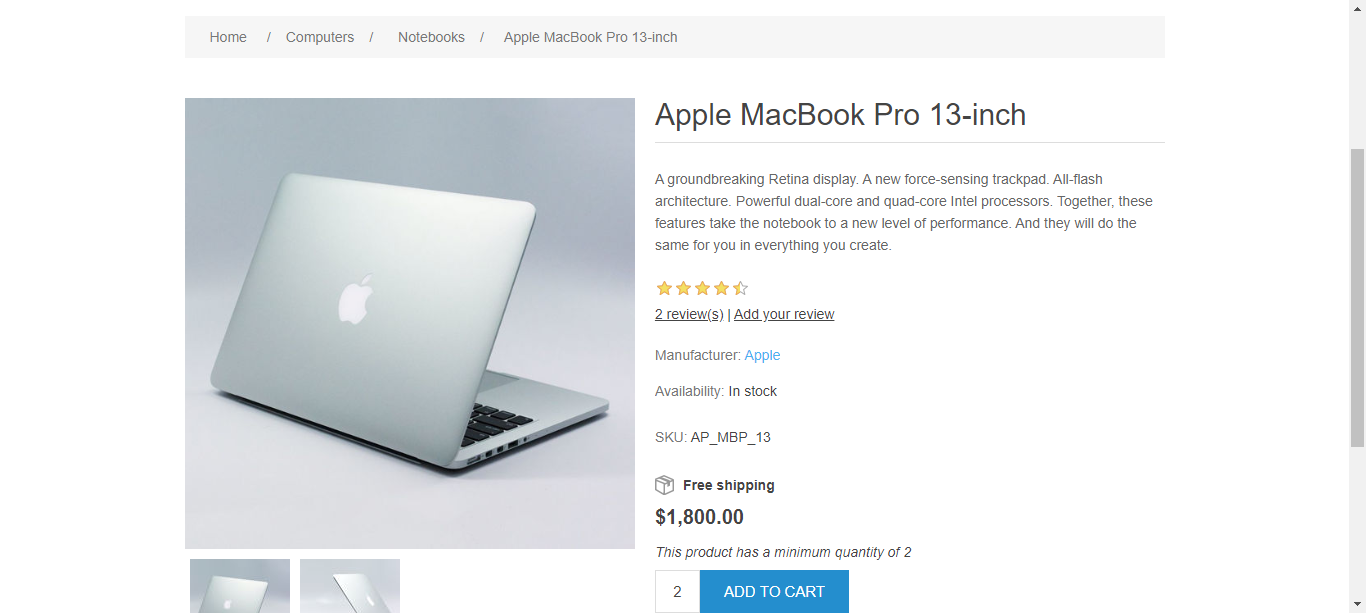 Home / Computers / Notebooks / Apple MacBook Pro 13-inch
Apple MacBook Pro 13-inch
A groundbreaking Retina display. A new force-sensing trackpad. All-flash
architecture. Powerful dual-core and quad-core Intel processors. Together, these
features take the notebook to a new level of performance. And they will do the
same for you in everything you create.
2 review(s) | Add your review
Manufacturer: Apple
Availability: In stock
SKU: AP_MBP_13
Free shipping
$1,800.00
This product has a minimum quantity of 2
2 ADD TO CART